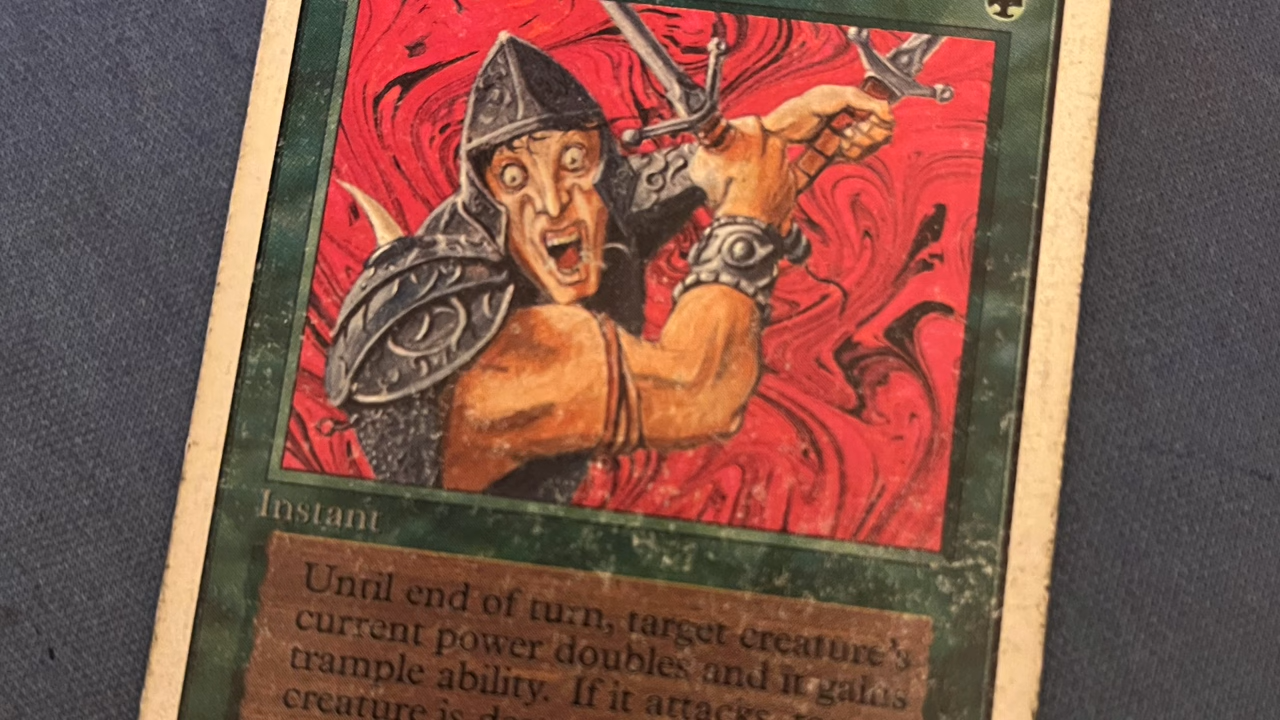 Instant
Until end of turn, target creature's
current power doubles and it gains
trample ability. If it attacks,
creature is